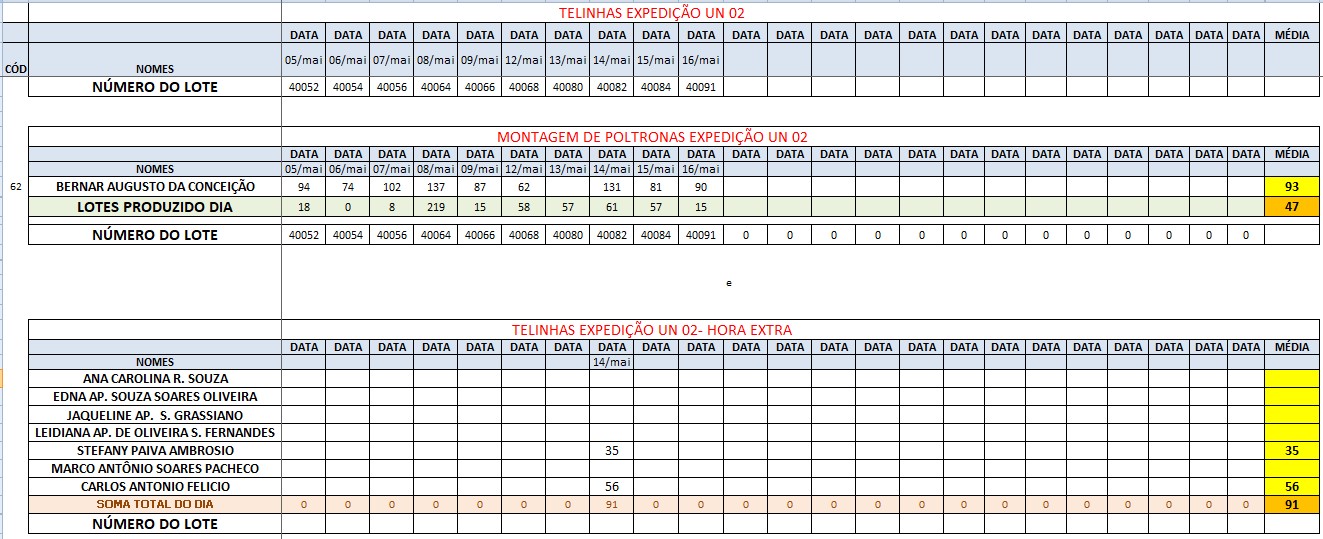 TELINHAS EXPEDIÇÃO UN 02
DATA DATA DATA DATA DATA DATA DATA DATA DATA DATA DATA DATA DATA DATA DATA DATA DATA DATA DATA DATA DATA DATA DATA MÉDIA
CÓD NOMES 05/mai 06/mai 07/mai 08/mai 09/mai 12/mai 13/mai 14/mai 15/mai 16/mai
NÚMERO DO LOTE 40052 40054 40056 40064 40066 40068 40080 40082 40084 40091
MONTAGEM DE POLTRONAS EXPEDIÇÃO UN 02
DATA DATA DATA DATA DATA DATA DATA DATA DATA DATA DATA DATA DATA DATA DATA DATA DATA DATA DATA DATA DATA DATA DATA MÉDIA
NOMES 05/mai 06/mai 07/mai 08/mai 09/mai 12/mai 13/mai 14/mai 15/mai 16/mai
62 BERNAR AUGUSTO DA CONCEIÇÃO 94 74 102 137 87 62 131 81 90 93
LOTES PRODUZIDO DIA 18 0 8 219 15 58 57 61 57 15 47
NÚMERO DO LOTE 40052 40054 40056 40064 40066 40068 40080 40082 40084 40091 0 0 0 0 0 0 0 0 0 0 0 0 0
e
TELINHAS EXPEDIÇÃO UN 02- HORA EXTRA
DATA DATA DATA DATA DATA DATA DATA DATA DATA DATA DATA DATA DATA DATA DATA DATA DATA DATA DATA DATA DATA DATA DATA MÉDIA
NOMES 14/mai
ANA CAROLINA R. SOUZA
EDNA AP. SOUZA SOARES OLIVEIRA
JAQUELINE AP. S. GRASSIANO
LEIDIANA AP. DE OLIVEIRA S. FERNANDES
STEFANY PAIVA AMBROSIO 35 35
MARCO ANTÔNIO SOARES PACHECO
CARLOS ANTONIO FELICIO 56 56
SOMA TOTAL DO DIA 0 0 0 0 0 0 0 91 0 0 0 0 0 0 0 0 0 0 0 0 0 0 0 91
NÚMERO DO LOTE